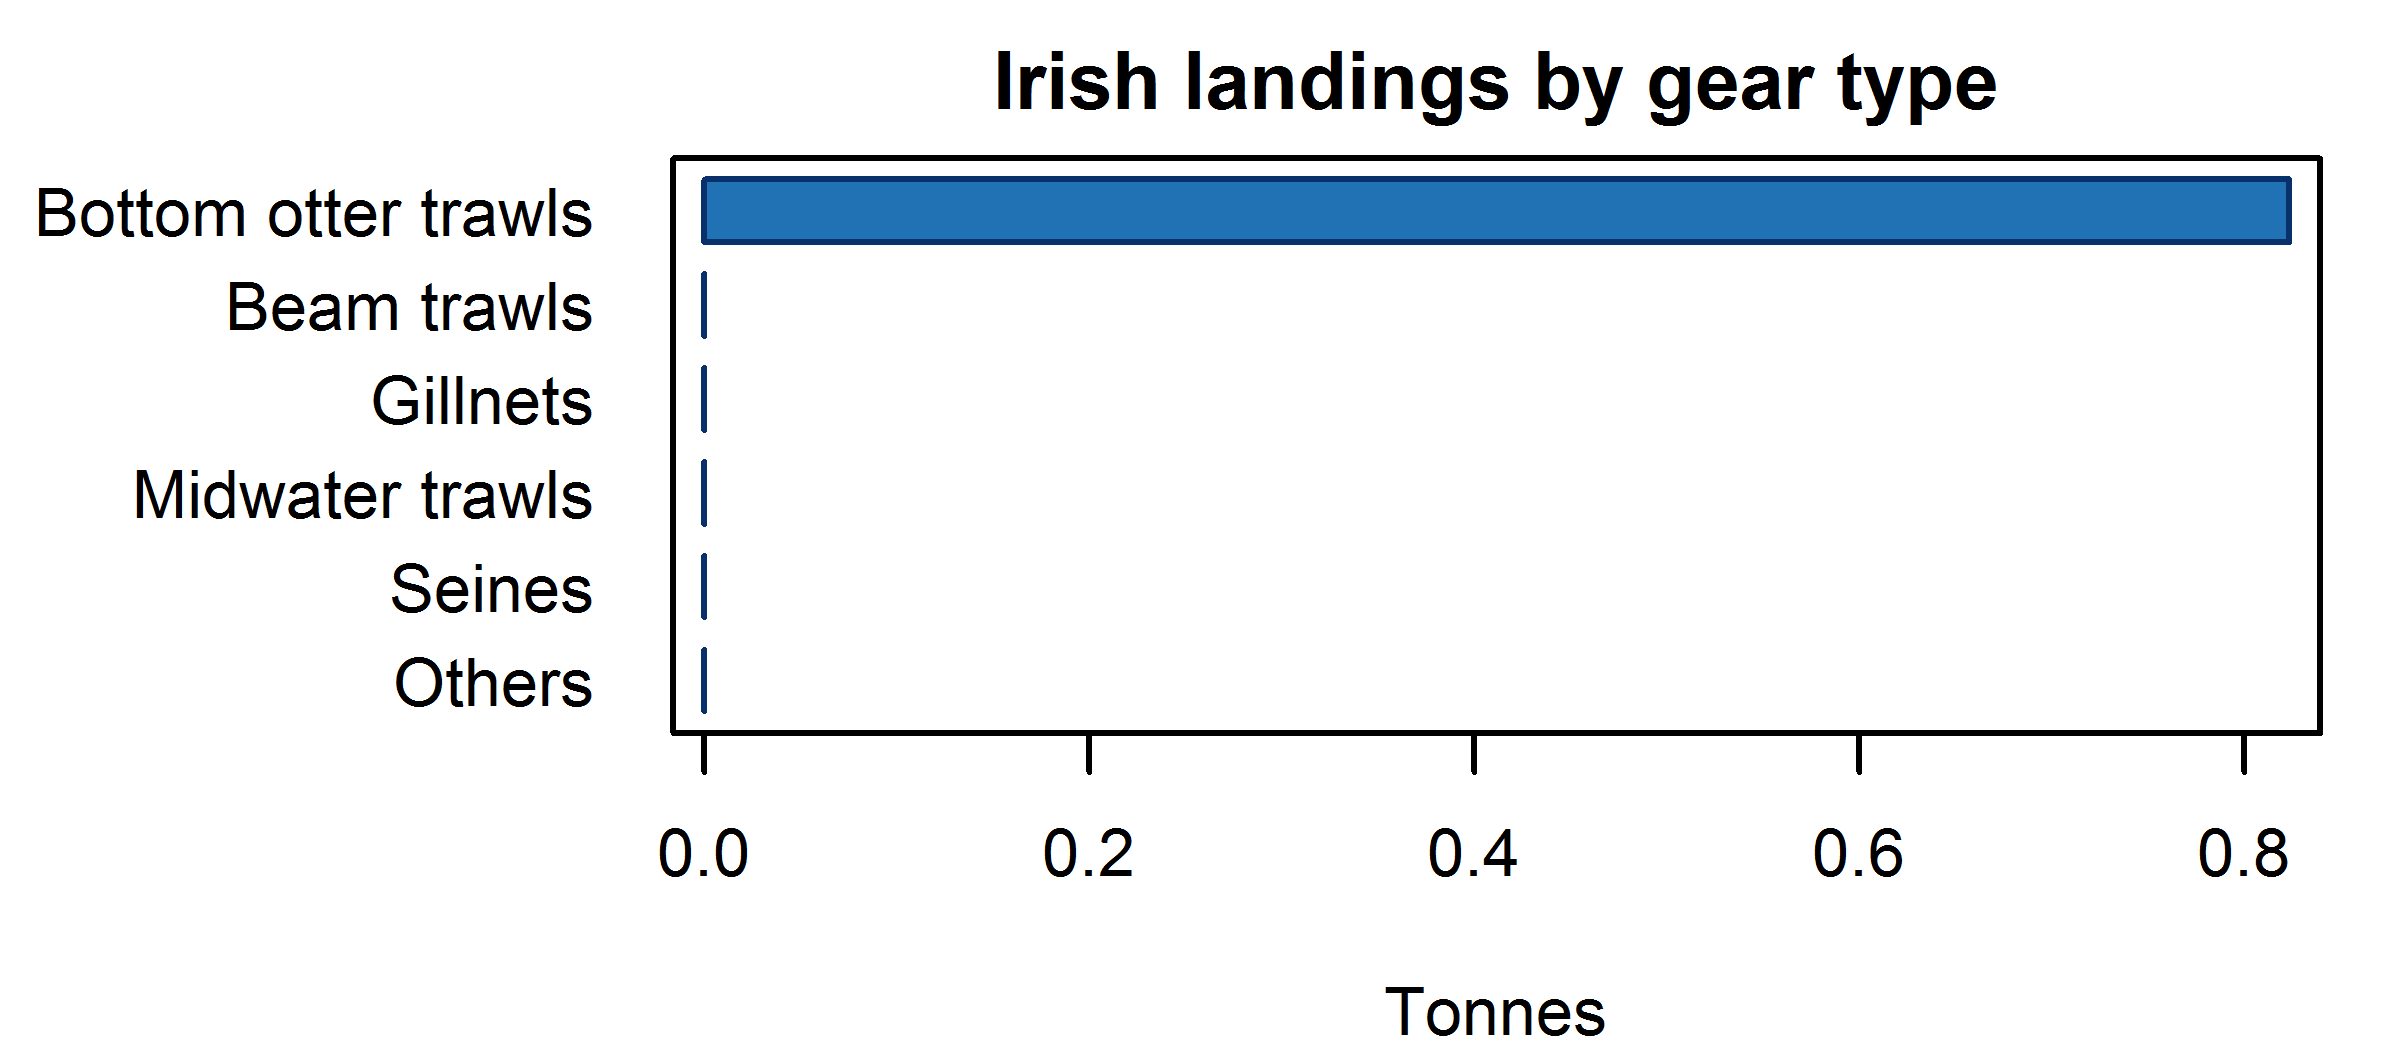 Irish landings by gear type
Bottom otter trawls
Beam trawls
Gillnets
Midwater trawls
Seines
Others
0.0 0.2 0.4 0.6 0.8
Tonnes